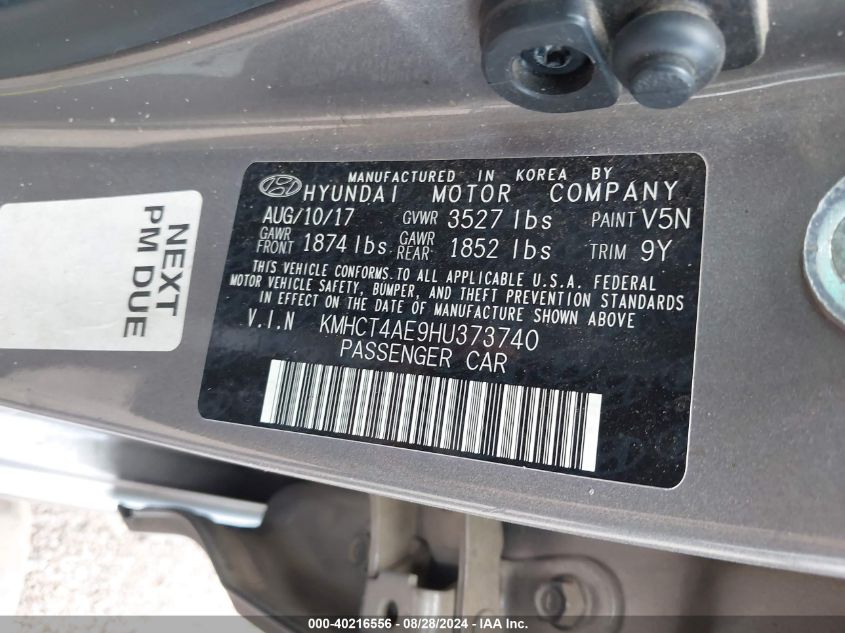 MANUFACTURED IN KOREA BY
HYUNDAI MOTOR COMPANY
AUG/10/17 GVWR 3527 lbs PAINT V5N
GAWR FRONT 1874 lbs GAWR REAR: 1852 lbs TRIM 9Y
THIS VEHICLE CONFORMS TO ALL APPLICABLE U.S.A. FEDERAL
MOTOR VEHICLE SAFETY, BUMPER, AND THEFT PREVENTION STANDARDS
IN EFFECT ON THE DATE OF MANUFACTURE SHOWN ABOVE.
V.I.N KMHCT4AE9HU373740
PASSENGER CAR
NEXT
PM DUE
000-40216556 - 08/28/2024 - IAA Inc.